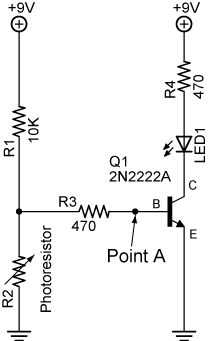 +9V
+9V
R1
10K
R4
470
LED1
Q1
2N2222A
C
R3
470
B
E
Point A
R2
Photoresistor